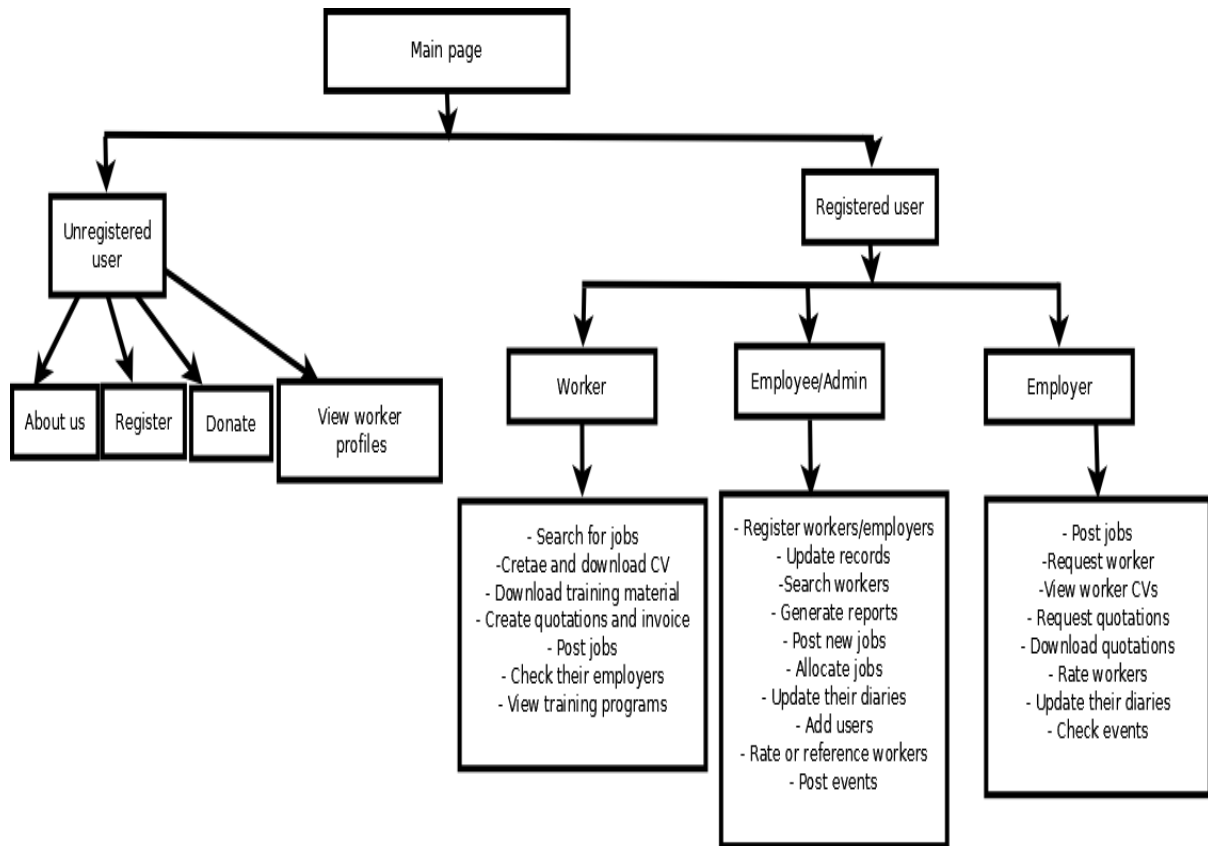 Main page
Unregistered
user
Registered user
About us
Register
Donate
View worker
profiles
Worker
Employee/Admin
Employer
- Search for jobs
-Cretae and download CV
- Download training material
- Create quotations and invoice
- Post jobs
- Check their employers
- View training programs
- Register workers/employers
- Update records
-Search workers
- Generate reports
- Post new jobs
- Allocate jobs
- Update their diaries
- Add users
- Rate or reference workers
- Post events
- Post jobs
-Request worker
-View worker CVs
- Request quotations
- Download quotations
- Rate workers
- Update their diaries
- Check events